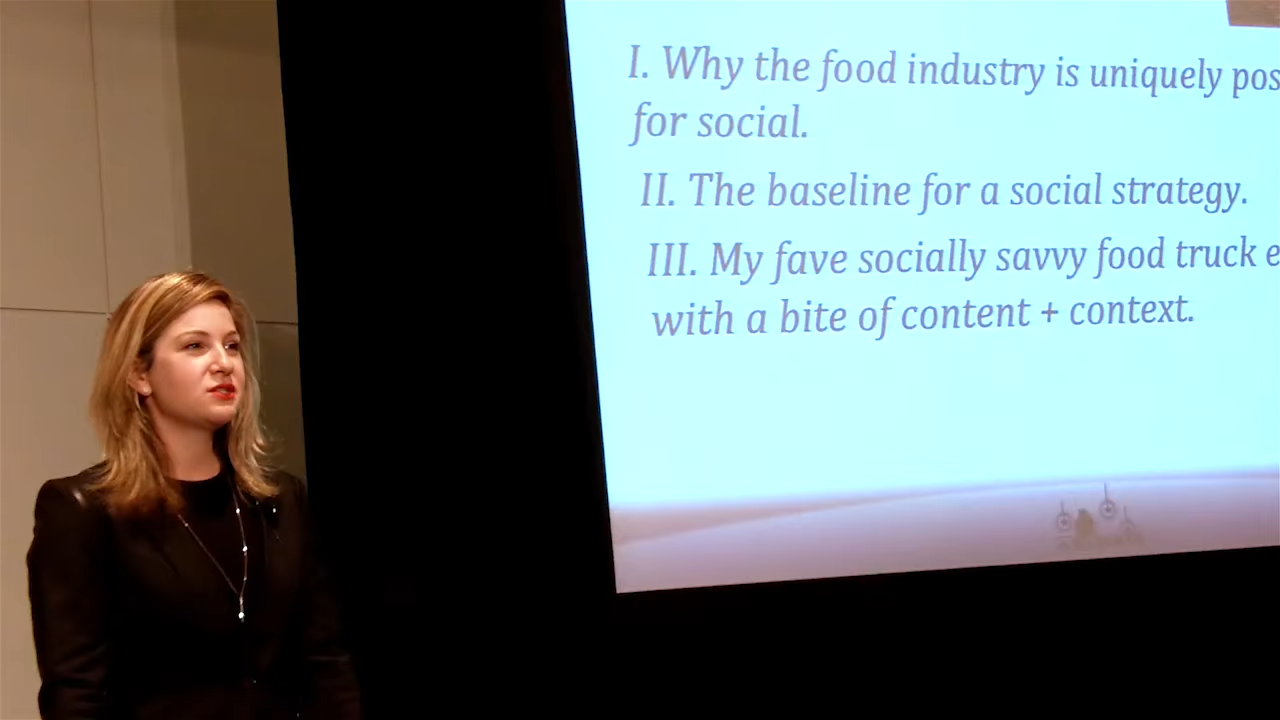 I. Why the food industry is uniquely
for social.
II. The baseline for a social strategy.
III. My fave socially savvy food truck
with a bite of content + context.